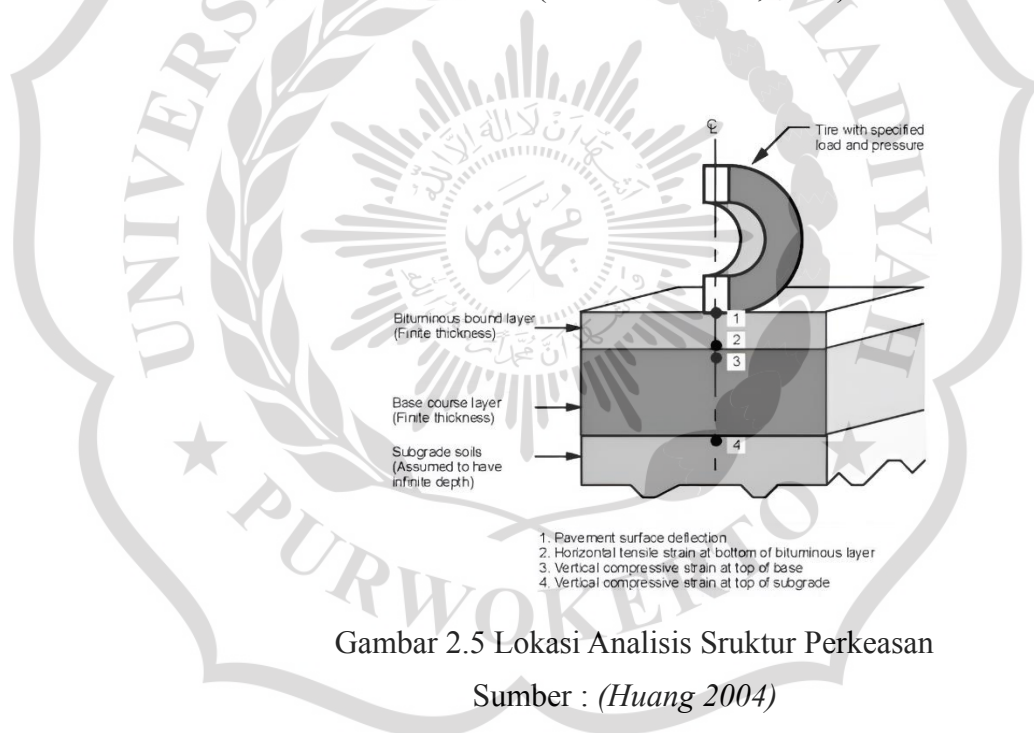 ℄
Tire with specified
load and pressure
Bituminous bound layer
(Finite thickness)
1
2
3
Base course layer
(Finite thickness)
4
Subgrade soils
(Assumed to have
infinite depth)
1. Pavement surface deflection
2. Horizontal tensile strain at bottom of bituminous layer
3. Vertical compressive strain at top of base
4. Vertical compressive strain at top of subgrade
Gambar 2.5 Lokasi Analisis Sruktur Perkeasan
Sumber : (Huang 2004)
PURWOKERTO